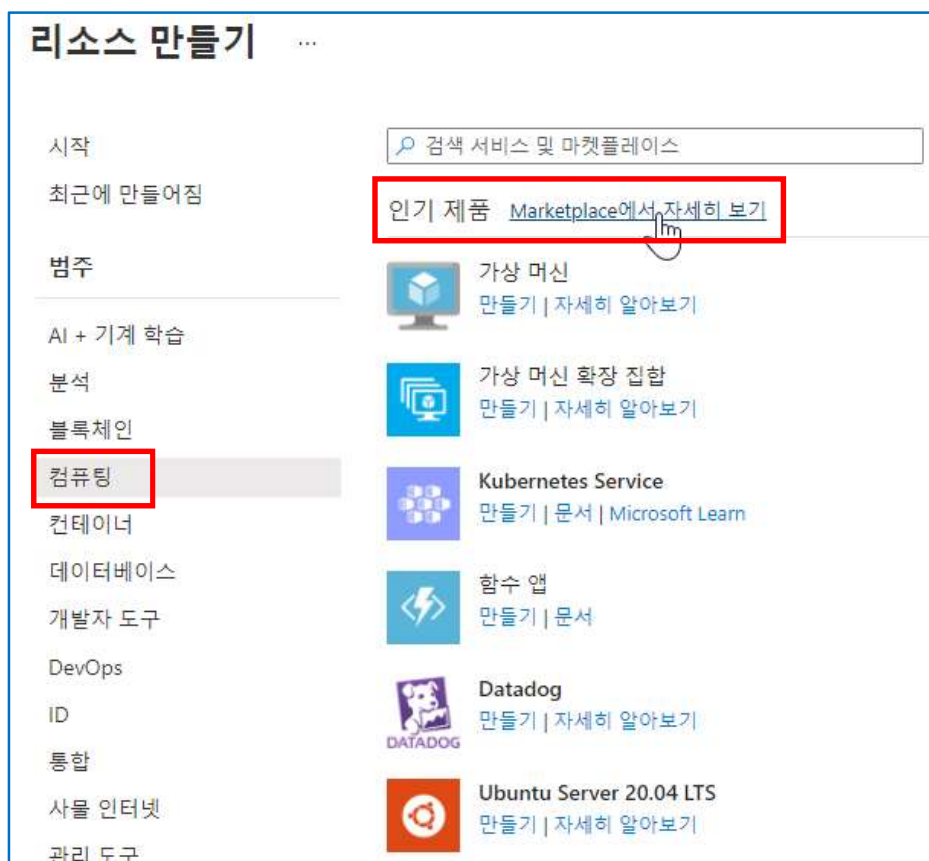 리소스 만들기 ...
시작
최근에 만들어짐
범주
AI + 기계 학습
분석
블록체인
컴퓨팅
컨테이너
데이터베이스
개발자 도구
DevOps
ID
통합
사물 인터넷
관리 도구
검색 서비스 및 마켓플레이스
인기 제품 Marketplace에서 자세히 보기
가상 머신
만들기 | 자세히 알아보기
가상 머신 확장 집합
만들기 | 자세히 알아보기
Kubernetes Service
만들기 | 문서 | Microsoft Learn
함수 앱
만들기 | 문서
Datadog
만들기 | 자세히 알아보기
DATADOG
Ubuntu Server 20.04 LTS
만들기 | 자세히 알아보기